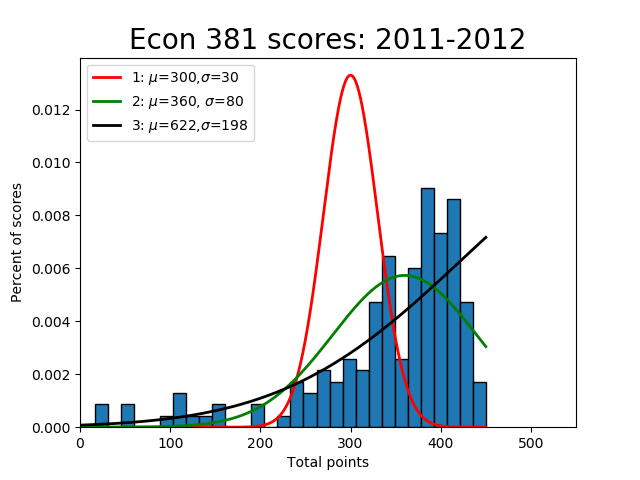 Econ 381 scores: 2011-2012
1: μ=300,σ=30
2: μ=360, σ=80
3: μ=622,σ=198
Percent of scores
0.012
0.010
0.008
0.006
0.004
0.002
0.000
0 100 200 300 400 500
Total points